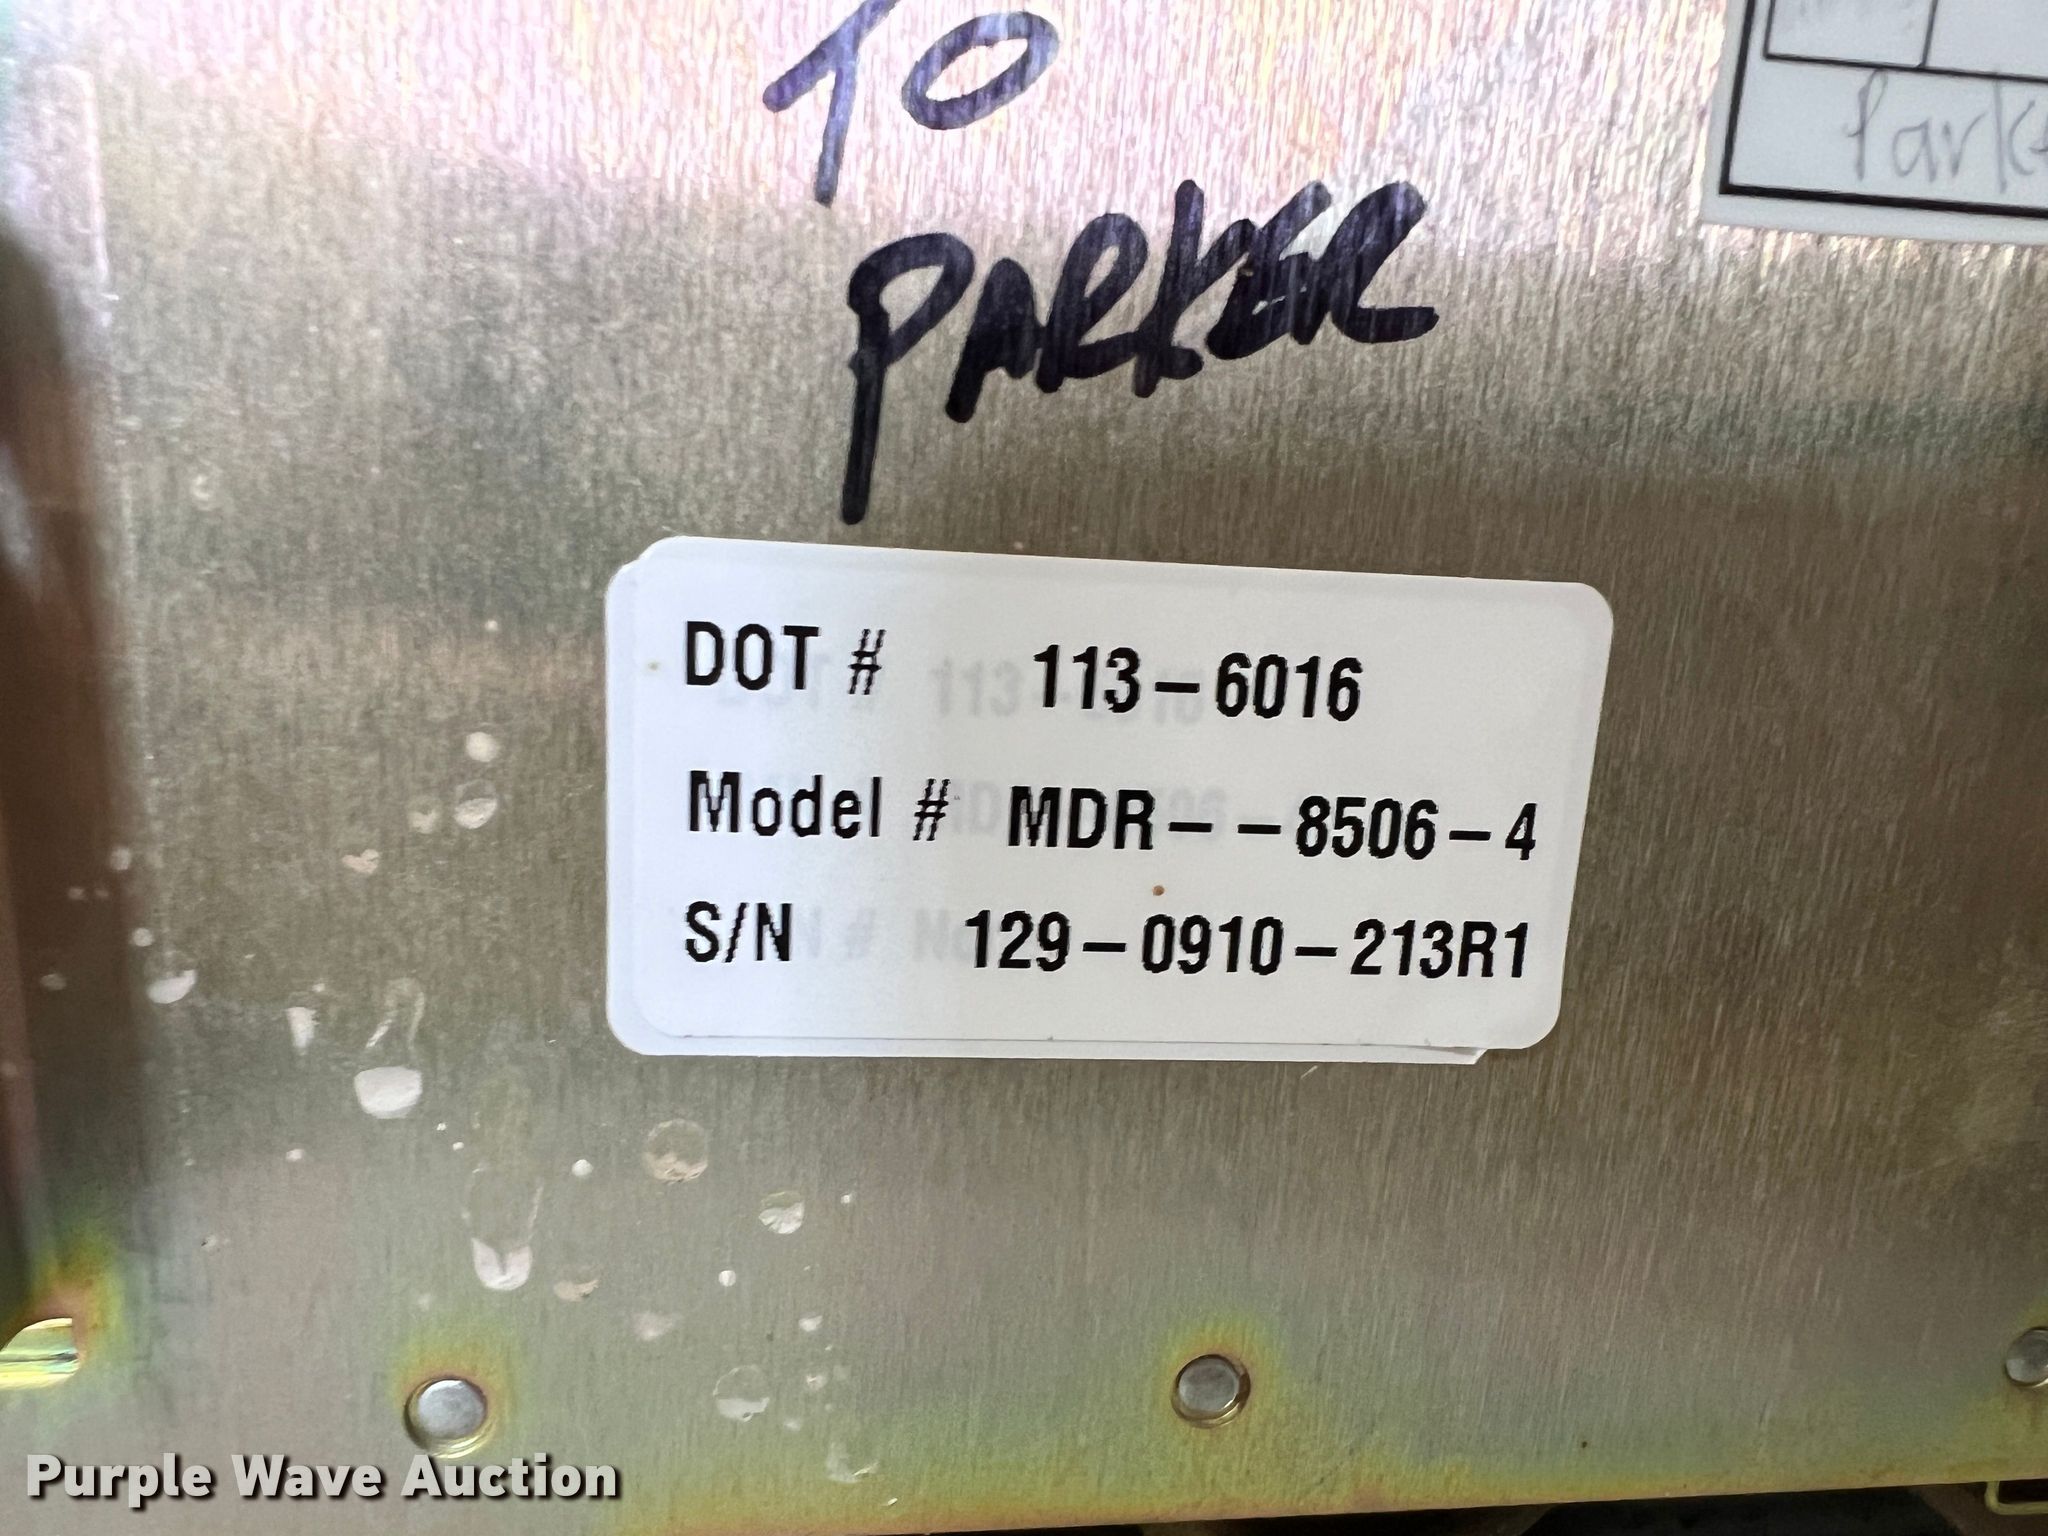 TO
PARKER
DOT # 113-6016
Model # MDR--8506-4
S/N 129-0910-213R1
Purple Wave Auction